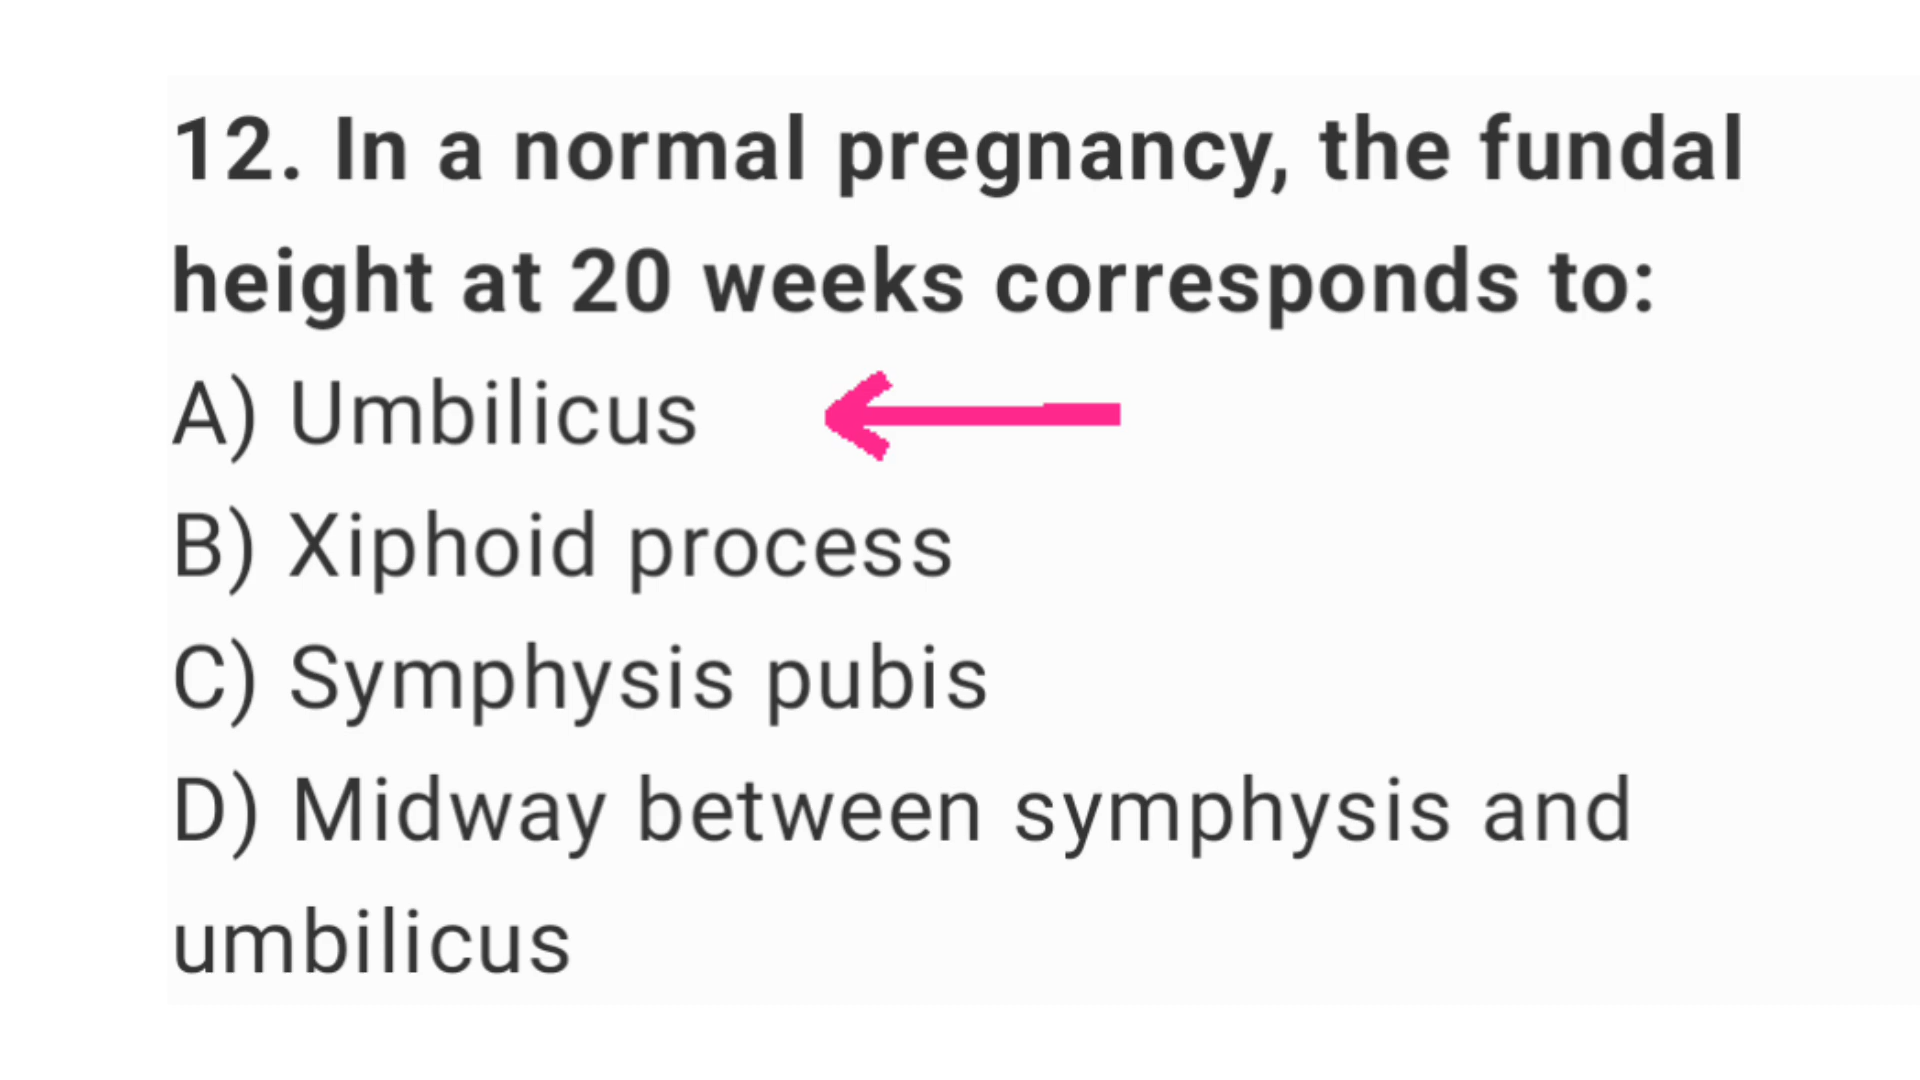 12. In a normal pregnancy, the fundal
height at 20 weeks corresponds to:
A) Umbilicus
B) Xiphoid process
C) Symphysis pubis
D) Midway between symphysis and
umbilicus